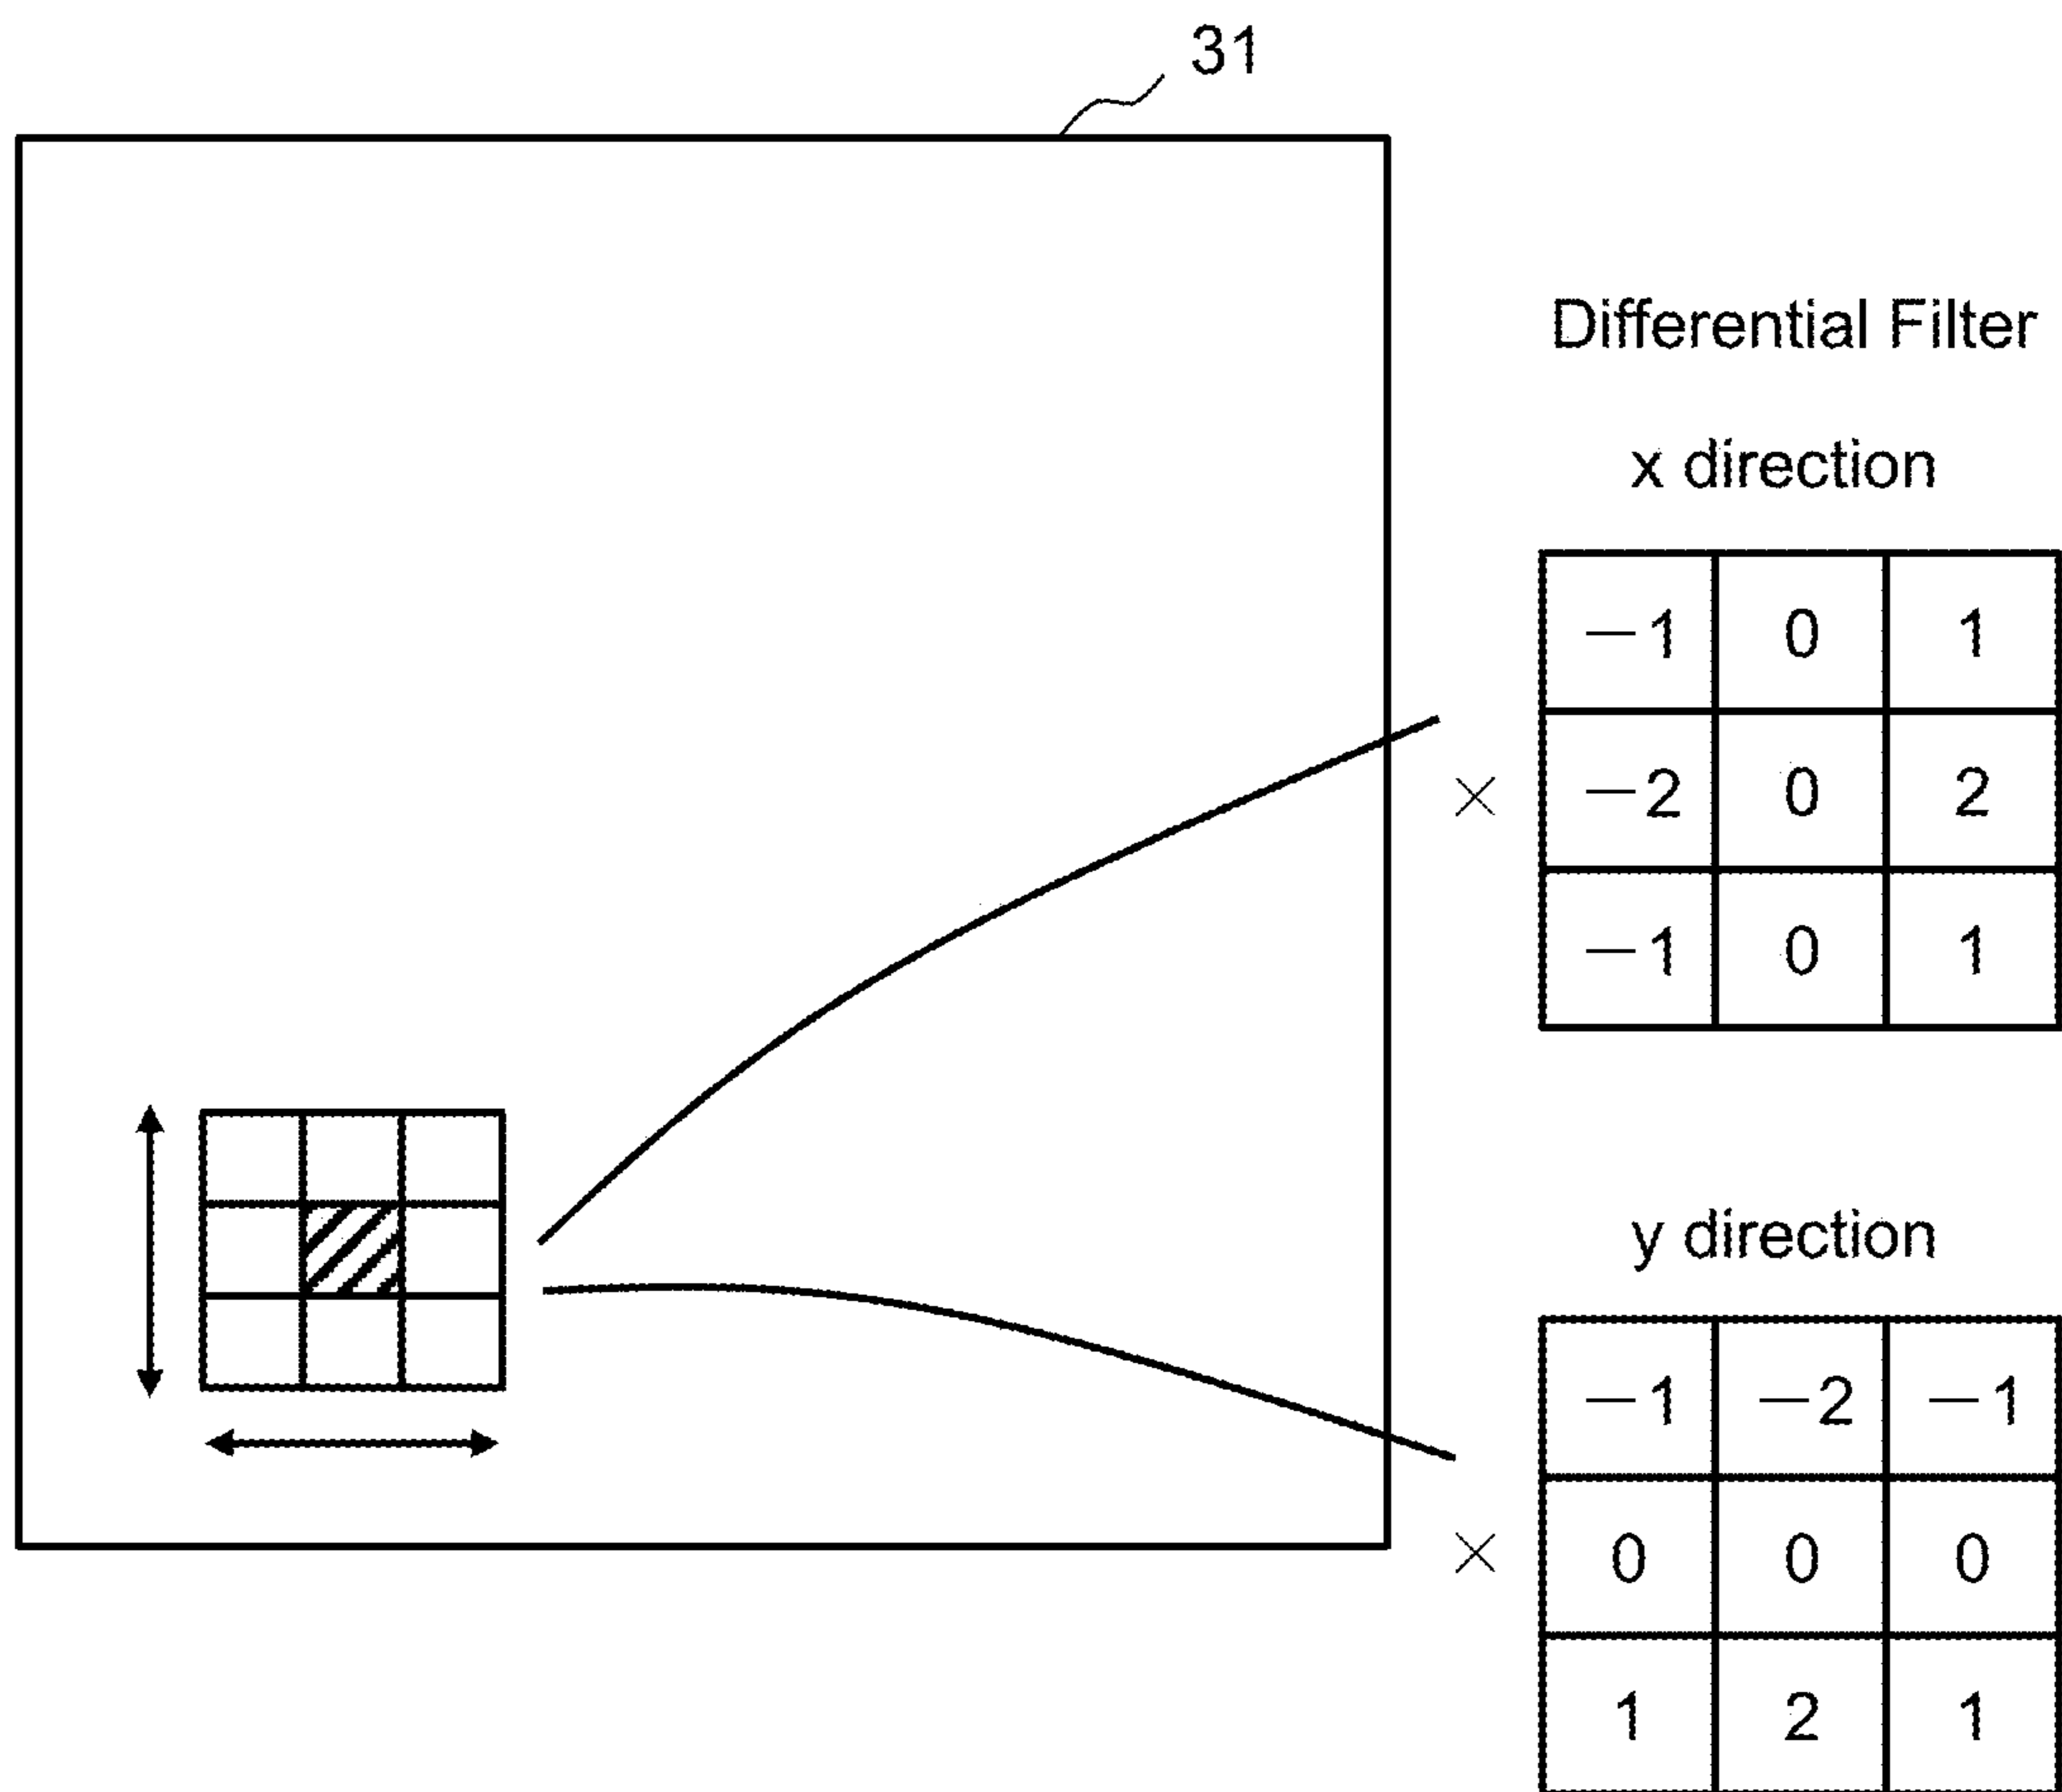 31
Differential Filter
x direction
—1 0 1
× —2 0 2
—1 0 1
y direction
—1 —2 —1
× 0 0 0
1 2 1